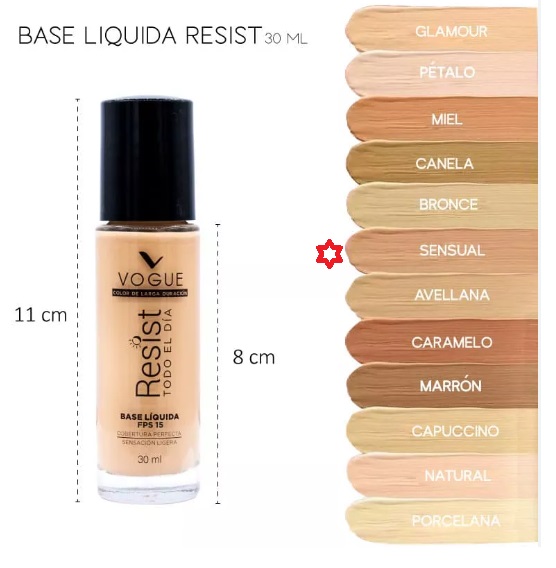 BASE LIQUIDA RESIST 30 ML
GLAMOUR
PÉTALO
MIEL
CANELA
BRONCE
SENSUAL
AVELLANA
CARAMELO
MARRÓN
CAPUCCINO
NATURAL
PORCELANA
11 cm
8 cm
VOGUE
COLOR DE LARGA DURACIÓN
Resist
TODO EL DÍA
BASE LÍQUIDA
FPS 15
COBERTURA PERFECTA
SENSACIÓN LIGERA
30 ml